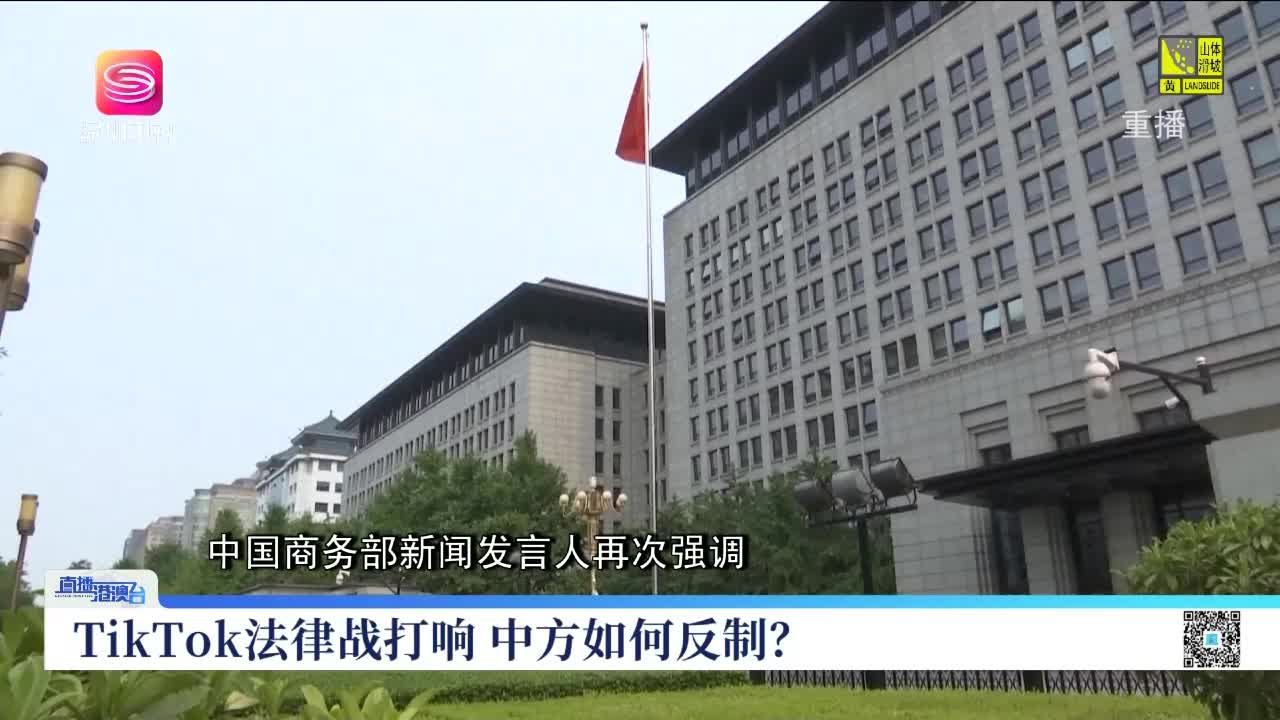 山体
滑坡
黄 LANDSLIDE
重播
中国商务部新闻发言人再次强调
直播港澳台
TikTok法律战打响 中方如何反制?